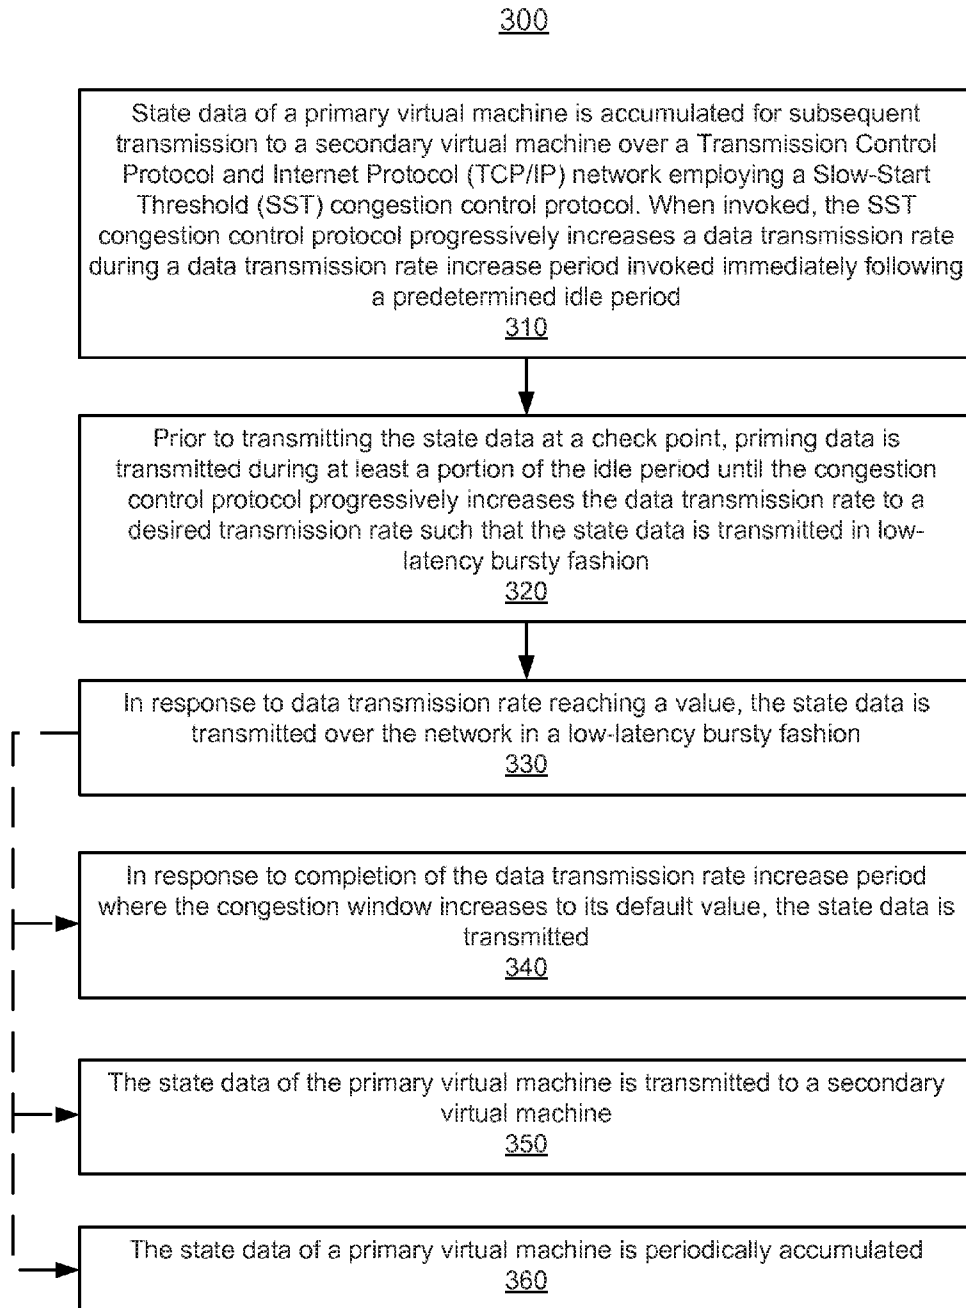 300
State data of a primary virtual machine is accumulated for subsequent
transmission to a secondary virtual machine over a Transmission Control
Protocol and Internet Protocol (TCP/IP) network employing a Slow-Start
Threshold (SST) congestion control protocol. When invoked, the SST
congestion control protocol progressively increases a data transmission rate
during a data transmission rate increase period invoked immediately following
a predetermined idle period
310
Prior to transmitting the state data at a check point, priming data is
transmitted during at least a portion of the idle period until the congestion
control protocol progressively increases the data transmission rate to a
desired transmission rate such that the state data is transmitted in low-
latency bursty fashion
320
In response to data transmission rate reaching a value, the state data is
transmitted over the network in a low-latency bursty fashion
330
In response to completion of the data transmission rate increase period
where the congestion window increases to its default value, the state data is
transmitted
340
The state data of the primary virtual machine is transmitted to a secondary
virtual machine
350
The state data of a primary virtual machine is periodically accumulated
360